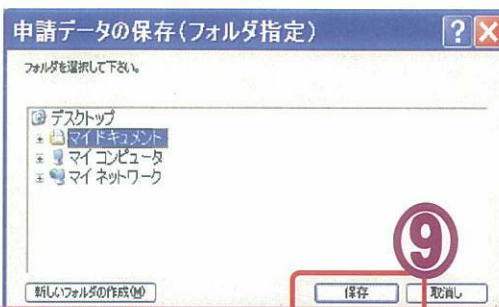 申請データの保存(フォルダ指定)
フォルダを選択して下さい。
デスクトップ
マイドキュメント
マイコンピュータ
マイネットワーク
⑨
新しいフォルダの作成(M) 保存 取消し